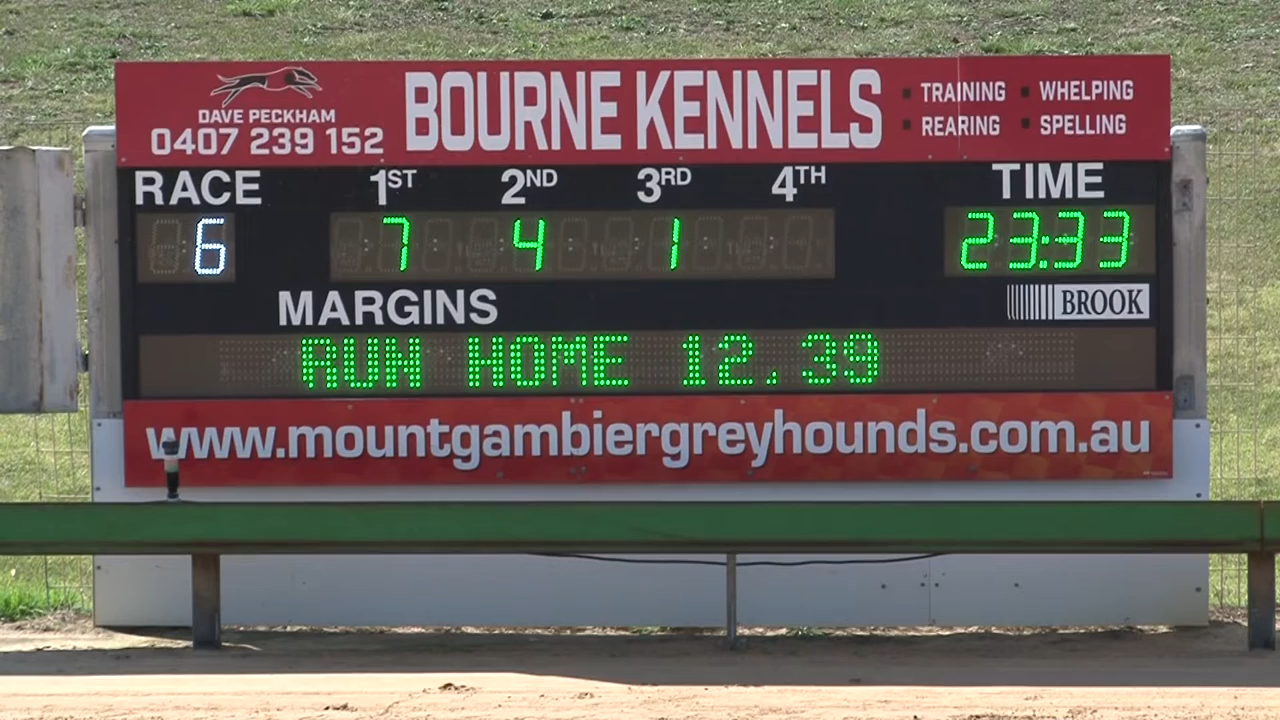 DAVE PECKHAM
0407 239 152
BOURNE KENNELS
TRAINING WHELPING
REARING SPELLING
RACE 1ST 2ND 3RD 4TH TIME
6 7 4 1 23:33
MARGINS
BROOK
RUN HOME 12.39
www.mountgambiergreyhounds.com.au